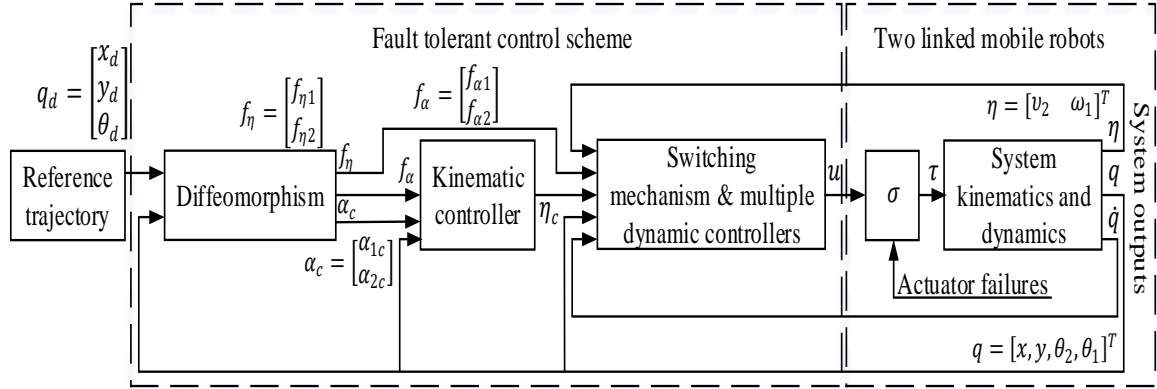 Fault tolerant control scheme
Two linked mobile robots
q_d = [x_d y_d θ_d]
f_η = [f_η1 f_η2]
f_α = [f_α1 f_α2]
η = [υ_2 ω_1]^T
Reference
trajectory
Diffeomorphism
f_η
f_α
α_c
α_c = [α_1c α_2c]
Kinematic
controller
η_c
Switching
mechanism & multiple
dynamic controllers
u
σ
τ
Actuator failures
System
kinematics and
dynamics
η
q
q̇
System outputs
q = [x, y, θ_2, θ_1]^T